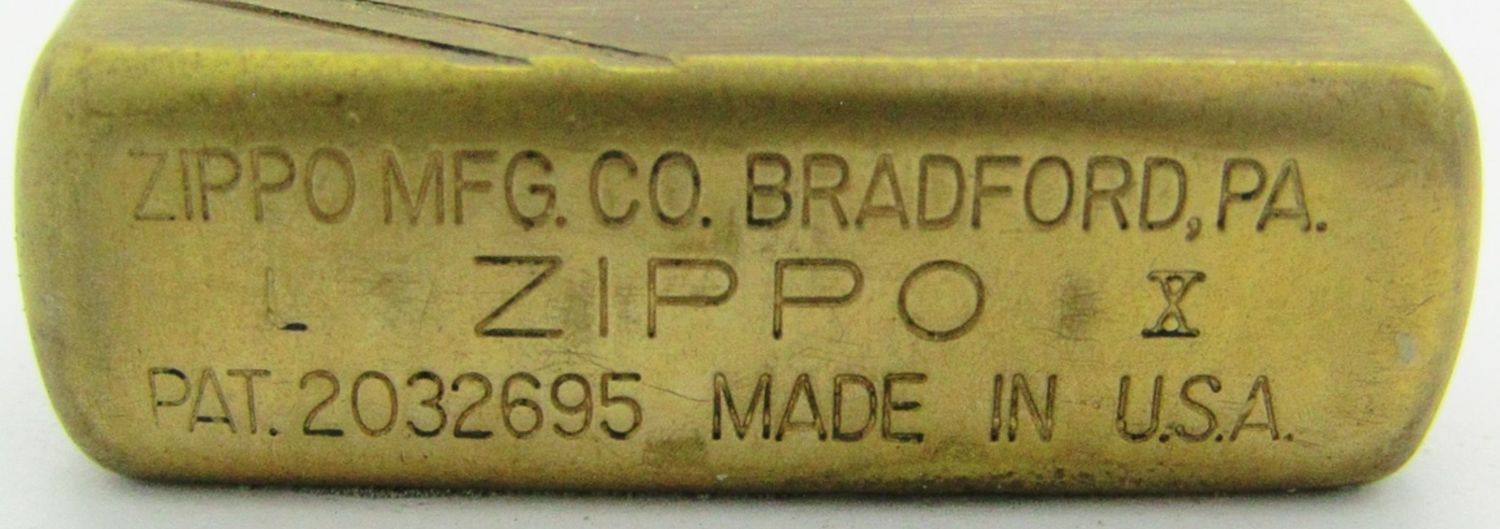 ZIPPO MFG. CO. BRADFORD, PA.
L ZIPPO X
PAT. 2032695 MADE IN U.S.A.